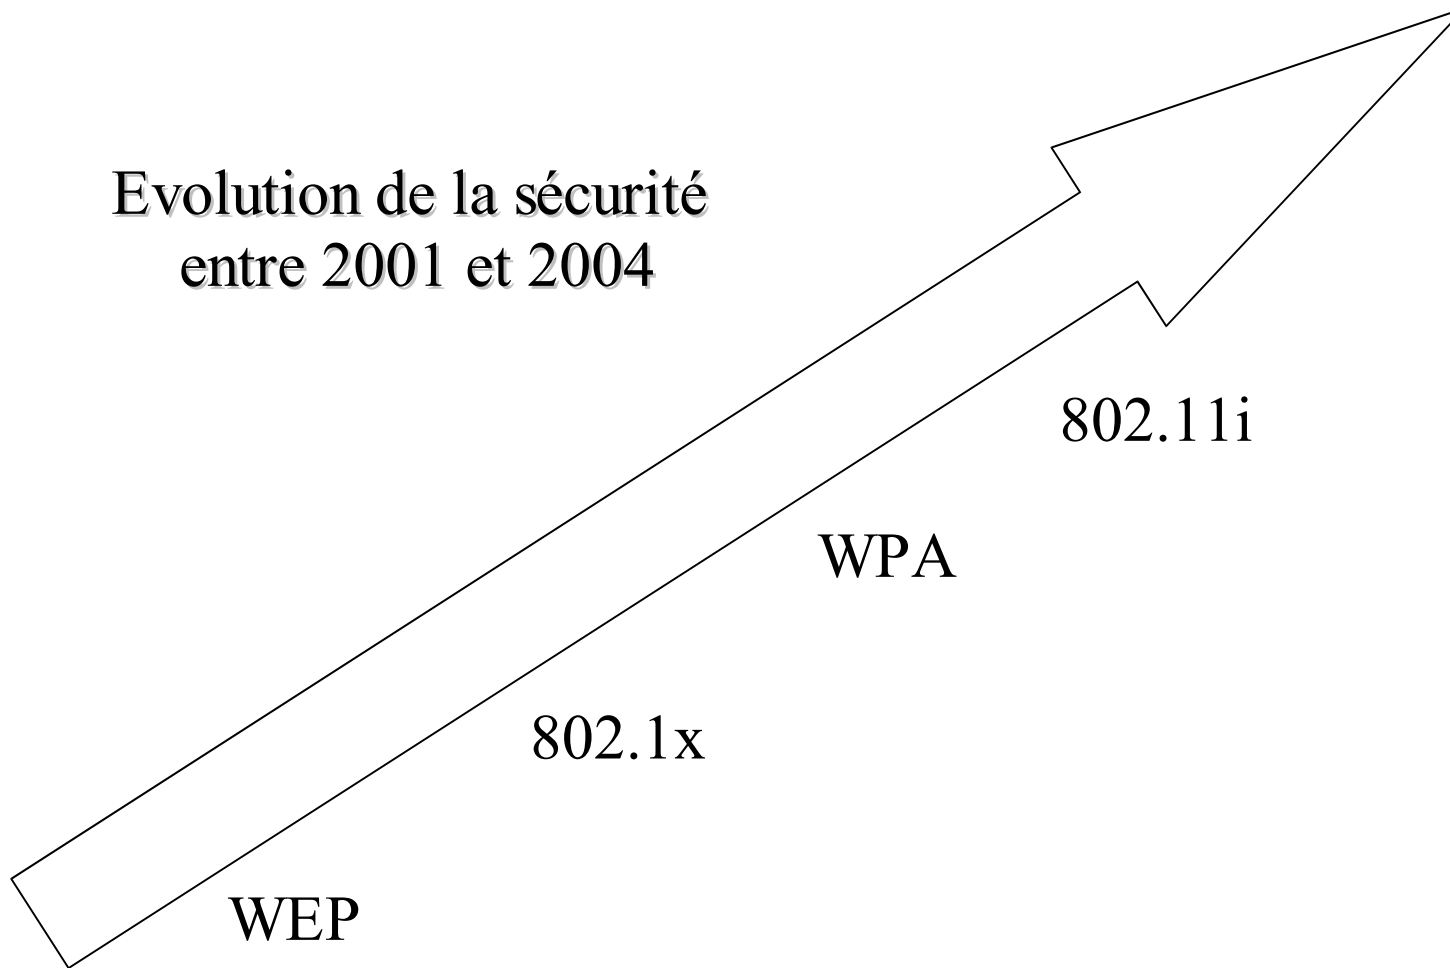 Evolution de la sécurité
entre 2001 et 2004
802.11i
WPA
802.1x
WEP